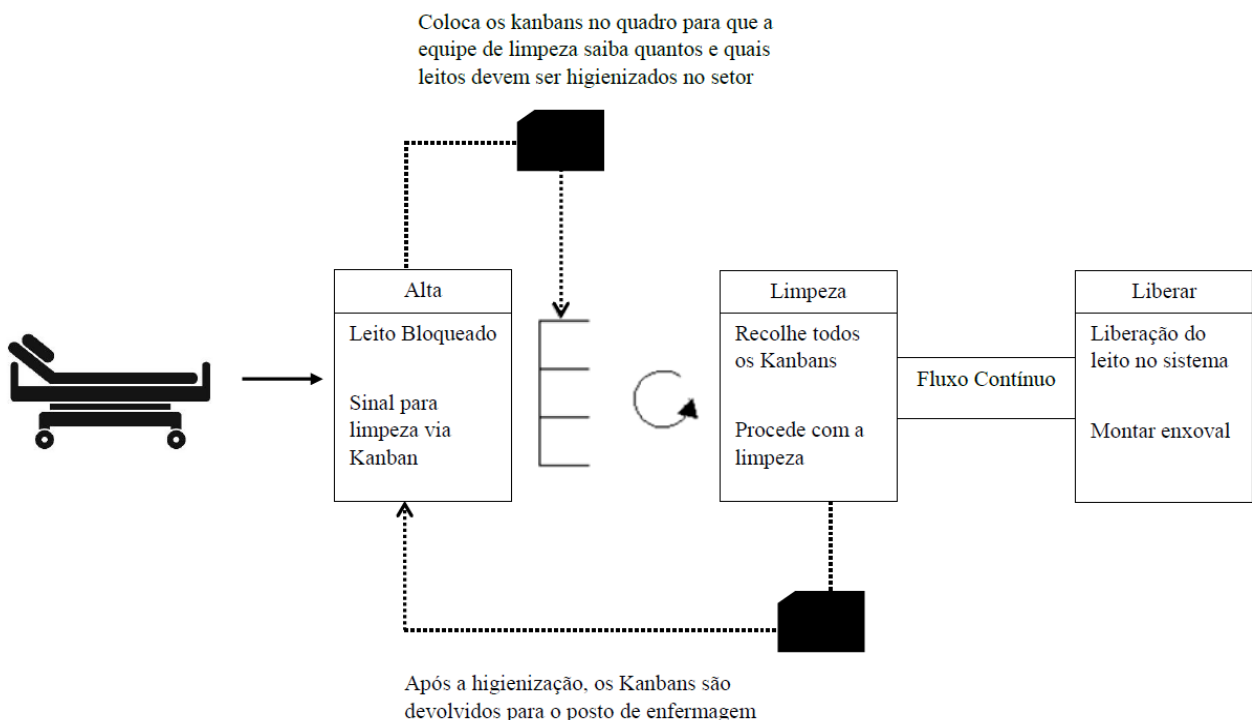 Coloca os kanbans no quadro para que a
equipe de limpeza saiba quantos e quais
leitos devem ser higienizados no setor
Alta
Leito Bloqueado
Sinal para
limpeza via
Kanban
Limpeza
Recolhe todos
os Kanbans
Procede com a
limpeza
Fluxo Contínuo
Liberar
Liberação do
leito no sistema
Montar enxoval
Após a higienização, os Kanbans são
devolvidos para o posto de enfermagem